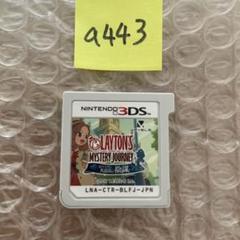 a443
NINTENDO 3DS
LAYTON'S
MYSTERY JOURNEY
LNA-CTR-BLFJ-JPN